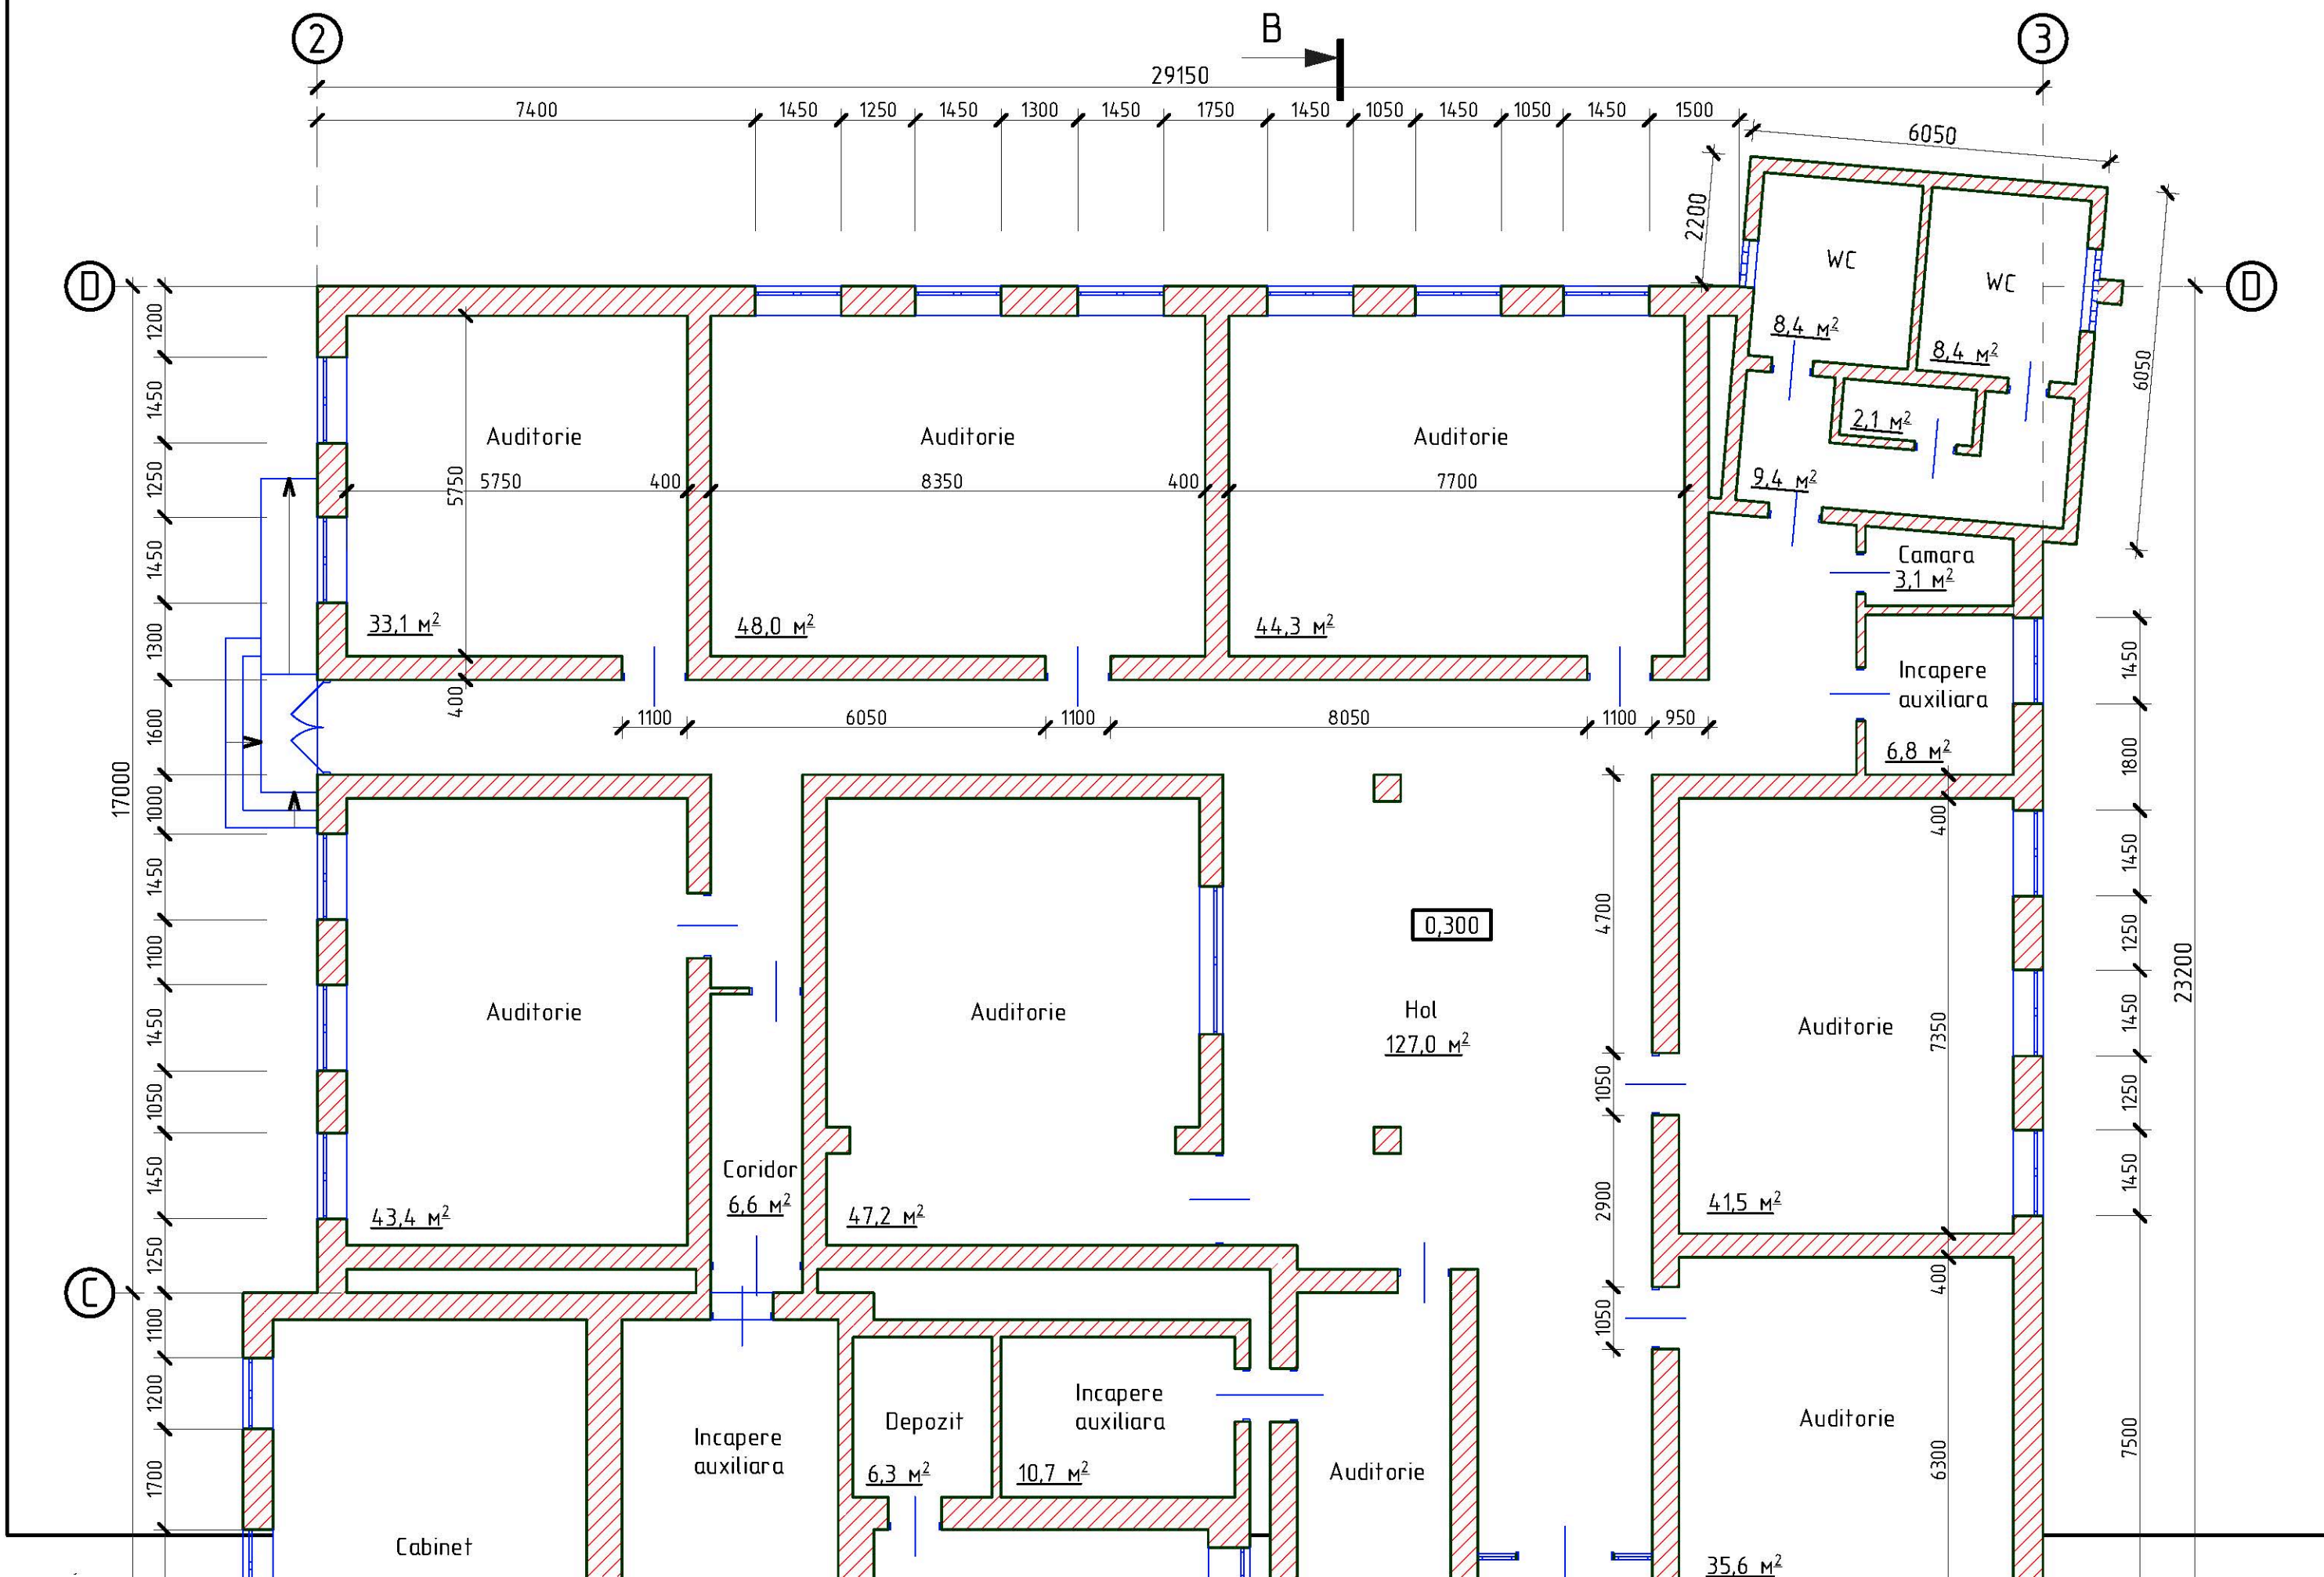 2
B
3
29150
7400 1450 1250 1450 1300 1450 1750 1450 1050 1450 1050 1450 1500
6050
2200
6050
D
D
WC
8,4 м²
WC
8,4 м²
2,1 м²
9,4 м²
Camara
3,1 м²
Incapere
auxiliara
6,8 м²
Auditorie
5750
5750
400
33,1 м²
Auditorie
8350
400
48,0 м²
Auditorie
7700
44,3 м²
400
1100 6050 1100 8050 1100 950
1200
1450
1250
1450
1300
1600
1000
1450
1100
1450
1050
1450
1250
1100
1200
1700
17000
C
Auditorie
43,4 м²
Coridor
6,6 м²
Auditorie
47,2 м²
0,300
Hol
127,0 м²
4700
1050
2900
1050
Auditorie
400
7350
41,5 м²
400
1450
1800
1450
1250
1450
1250
1450
7500
23200
Cabinet
Incapere
auxiliara
Depozit
6,3 м²
Incapere
auxiliara
10,7 м²
Auditorie
Auditorie
6300
35,6 м²